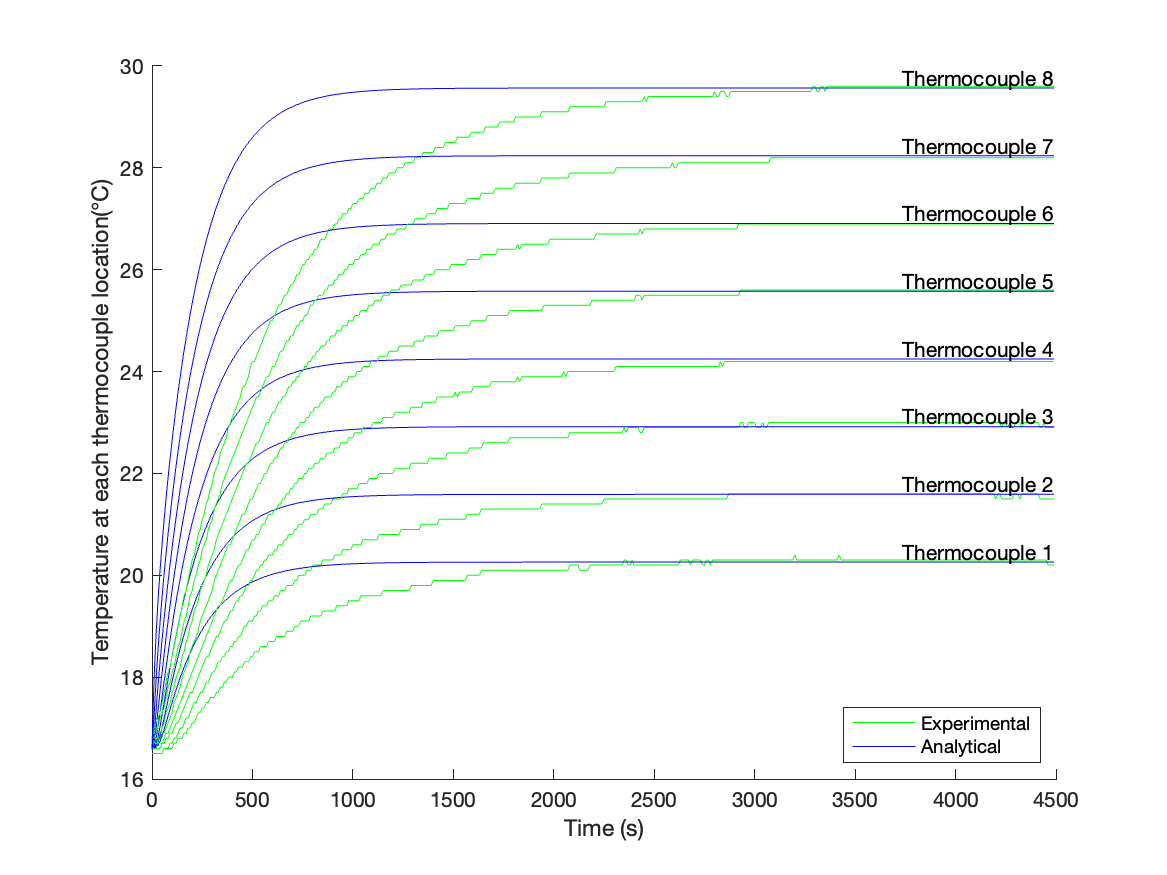 30
28
26
24
22
20
18
16
Temperature at each thermocouple location(°C)
Thermocouple 8
Thermocouple 7
Thermocouple 6
Thermocouple 5
Thermocouple 4
Thermocouple 3
Thermocouple 2
Thermocouple 1
Experimental
Analytical
0 500 1000 1500 2000 2500 3000 3500 4000 4500
Time (s)